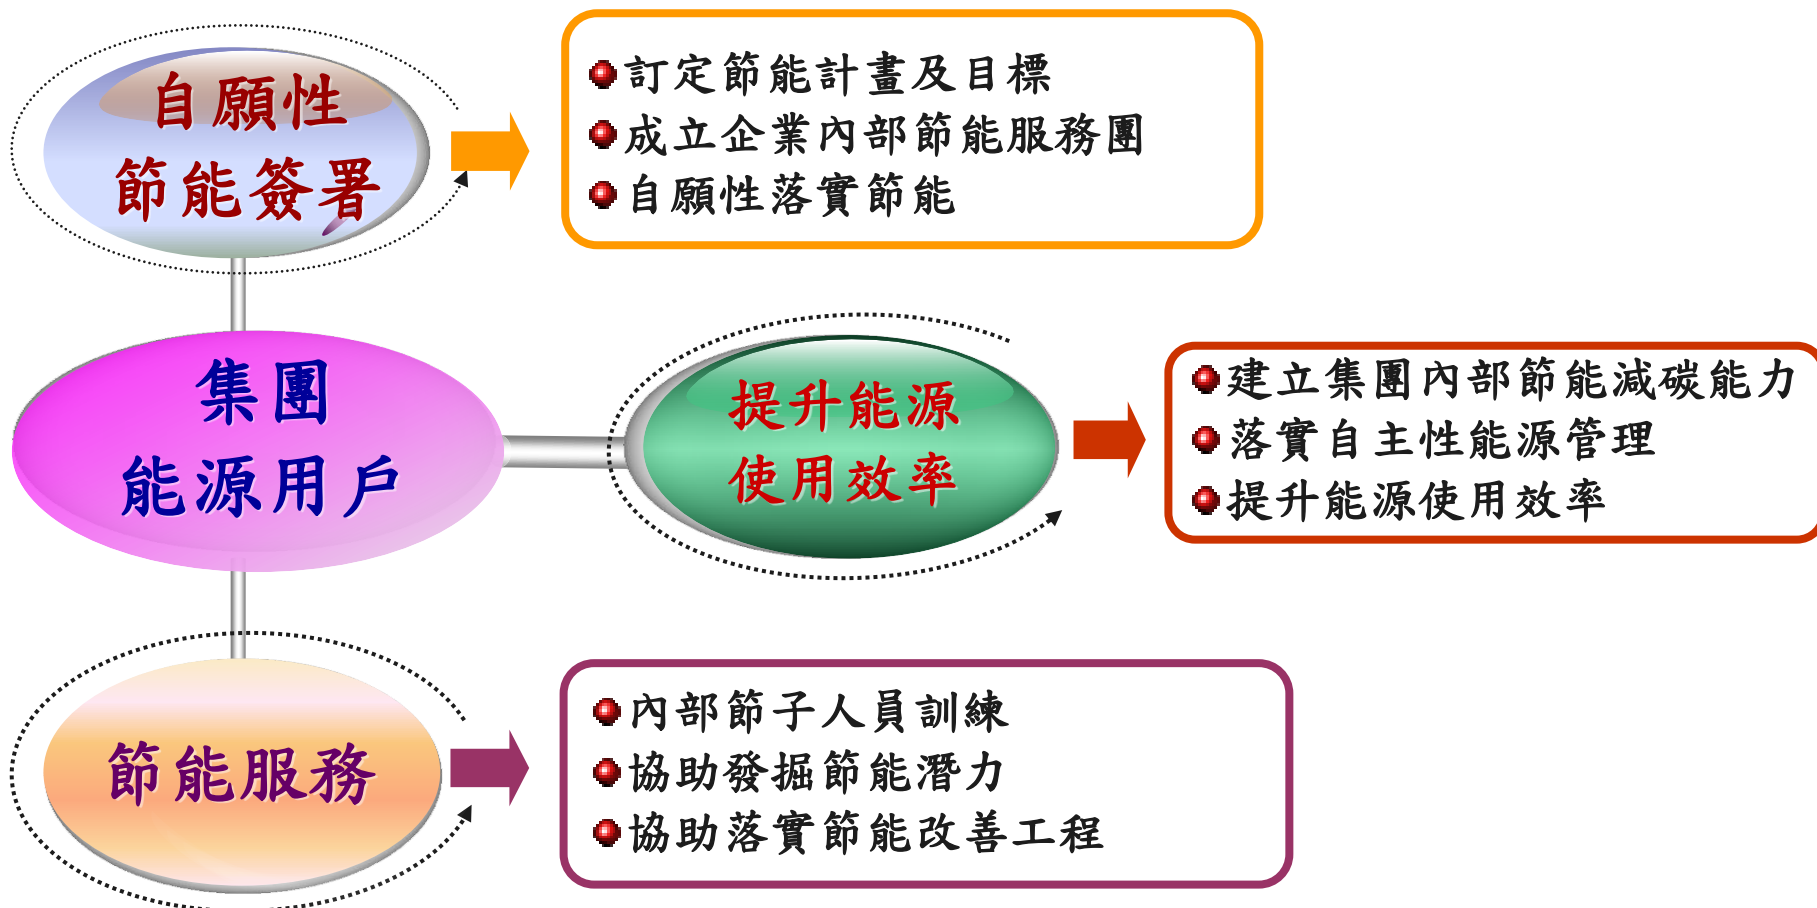 自願性
節能簽署
訂定節能計畫及目標
成立企業內部節能服務團
自願性落實節能
集團
能源用戶
提升能源
使用效率
建立集團內部節能減碳能力
落實自主性能源管理
提升能源使用效率
節能服務
內部節子人員訓練
協助發掘節能潛力
協助落實節能改善工程